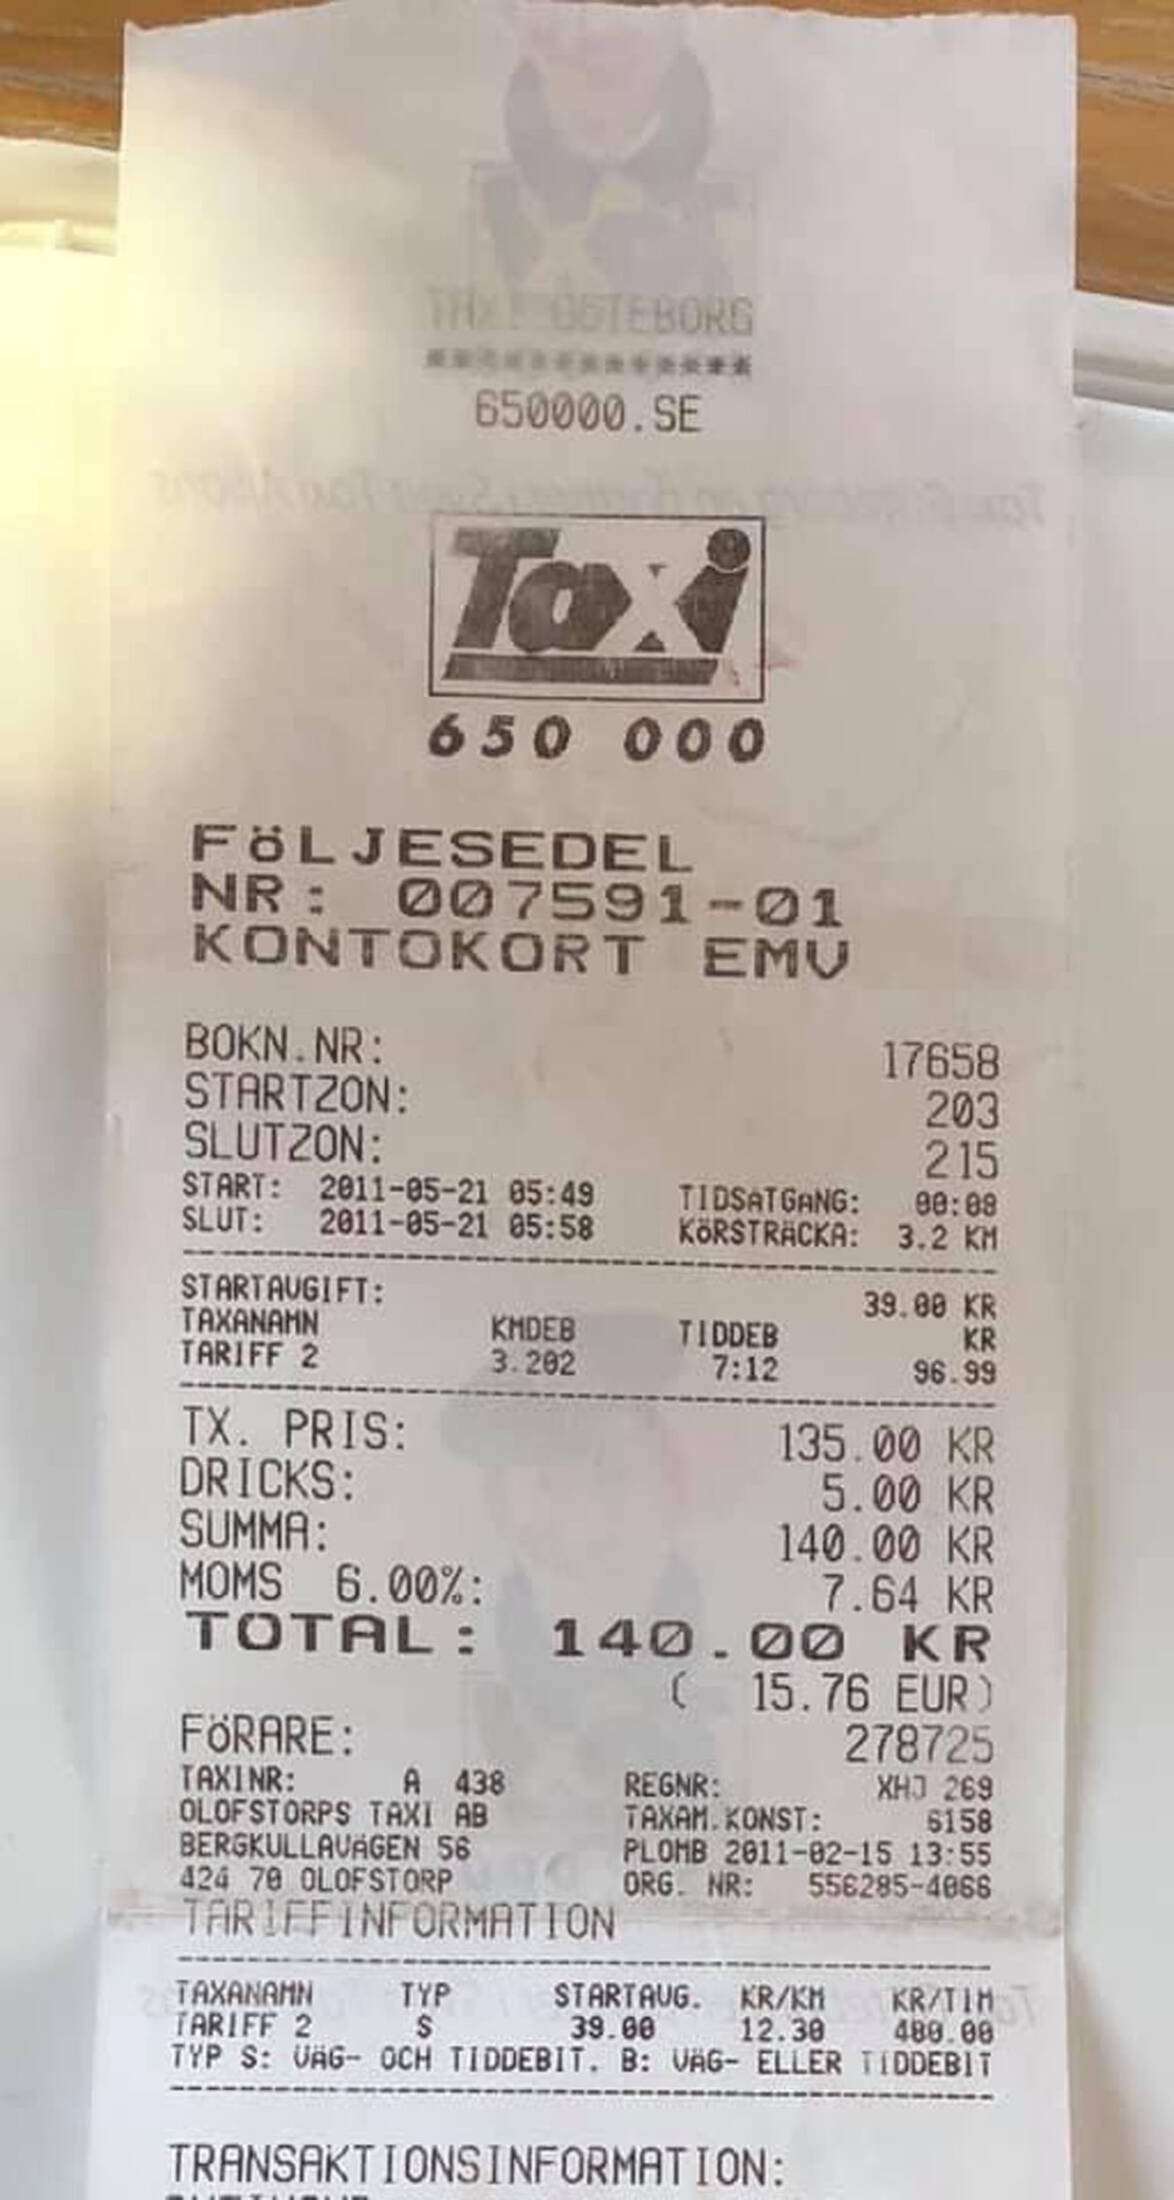 TAXI GÖTEBORG
*************
650000.SE
Taxi
650 000
FÖLJESEDEL
NR: 007591-01
KONTOKORT EMV
BOKN.NR: 17658
STARTZON: 203
SLUTZON: 215
START: 2011-05-21 05:49 TIDSÅTGÅNG: 00:09
SLUT: 2011-05-21 05:58 KÖRSTRÄCKA: 3.2 KM
STARTAVGIFT: 39.00 KR
TAXANAMN KMDEB TIDDEB KR
TARIFF 2 3.202 7:12 96.99
TX. PRIS: 135.00 KR
DRICKS: 5.00 KR
SUMMA: 140.00 KR
MOMS 6.00%: 7.64 KR
TOTAL: 140.00 KR
( 15.76 EUR)
FÖRARE: 278725
TAXINR: A 438 REGNR: XHJ 269
OLOFSTORPS TAXI AB TAXAM.KONST: 6158
BERGKULLAVÄGEN 56 PLOMB 2011-02-15 13:55
424 70 OLOFSTORP ORG. NR: 556285-4066
TARIFFINFORMATION
TAXANAMN TYP STARTAVG. KR/KM KR/TIM
TARIFF 2 S 39.00 12.30 480.00
TYP S: VÄG- OCH TIDDEBIT. B: VÄG- ELLER TIDDEBIT
TRANSAKTIONSINFORMATION: